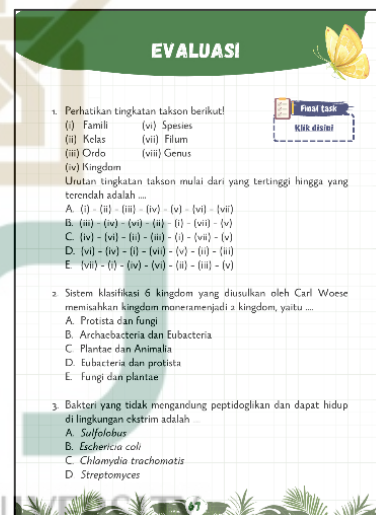 EVALUASI
Final task
Klik disini
1. Perhatikan tingkatan takson berikut!
(i) Famili (vi) Spesies
(ii) Kelas (vii) Filum
(iii) Ordo (viii) Genus
(iv) Kingdom
Urutan tingkatan takson mulai dari yang tertinggi hingga yang
terendah adalah ....
A. (i) - (ii) - (iii) - (iv) - (v) - (vi) - (vii)
B. (iii) - (iv) - (vi) - (ii) - (i) - (vii) - (v)
C. (iv) - (vi) - (ii) - (iii) - (i) - (vii) - (v)
D. (vi) - (iv) - (i) - (vii) - (v) - (ii) - (iii)
E. (vii) - (i) - (iv) - (vi) - (ii) - (iii) - (v)
2. Sistem klasifikasi 6 kingdom yang diusulkan oleh Carl Woese
memisahkan kingdom moneramenjadi 2 kingdom, yaitu ....
A. Protista dan fungi
B. Archaebacteria dan Eubacteria
C. Plantae dan Animalia
D. Eubacteria dan protista
E. Fungi dan plantae
3. Bakteri yang tidak mengandung peptidoglikan dan dapat hidup
di lingkungan ekstrim adalah ...
A. Sulfolobus
B. Eschericia coli
C. Chlamydia trachomatis
D. Streptomyces
67